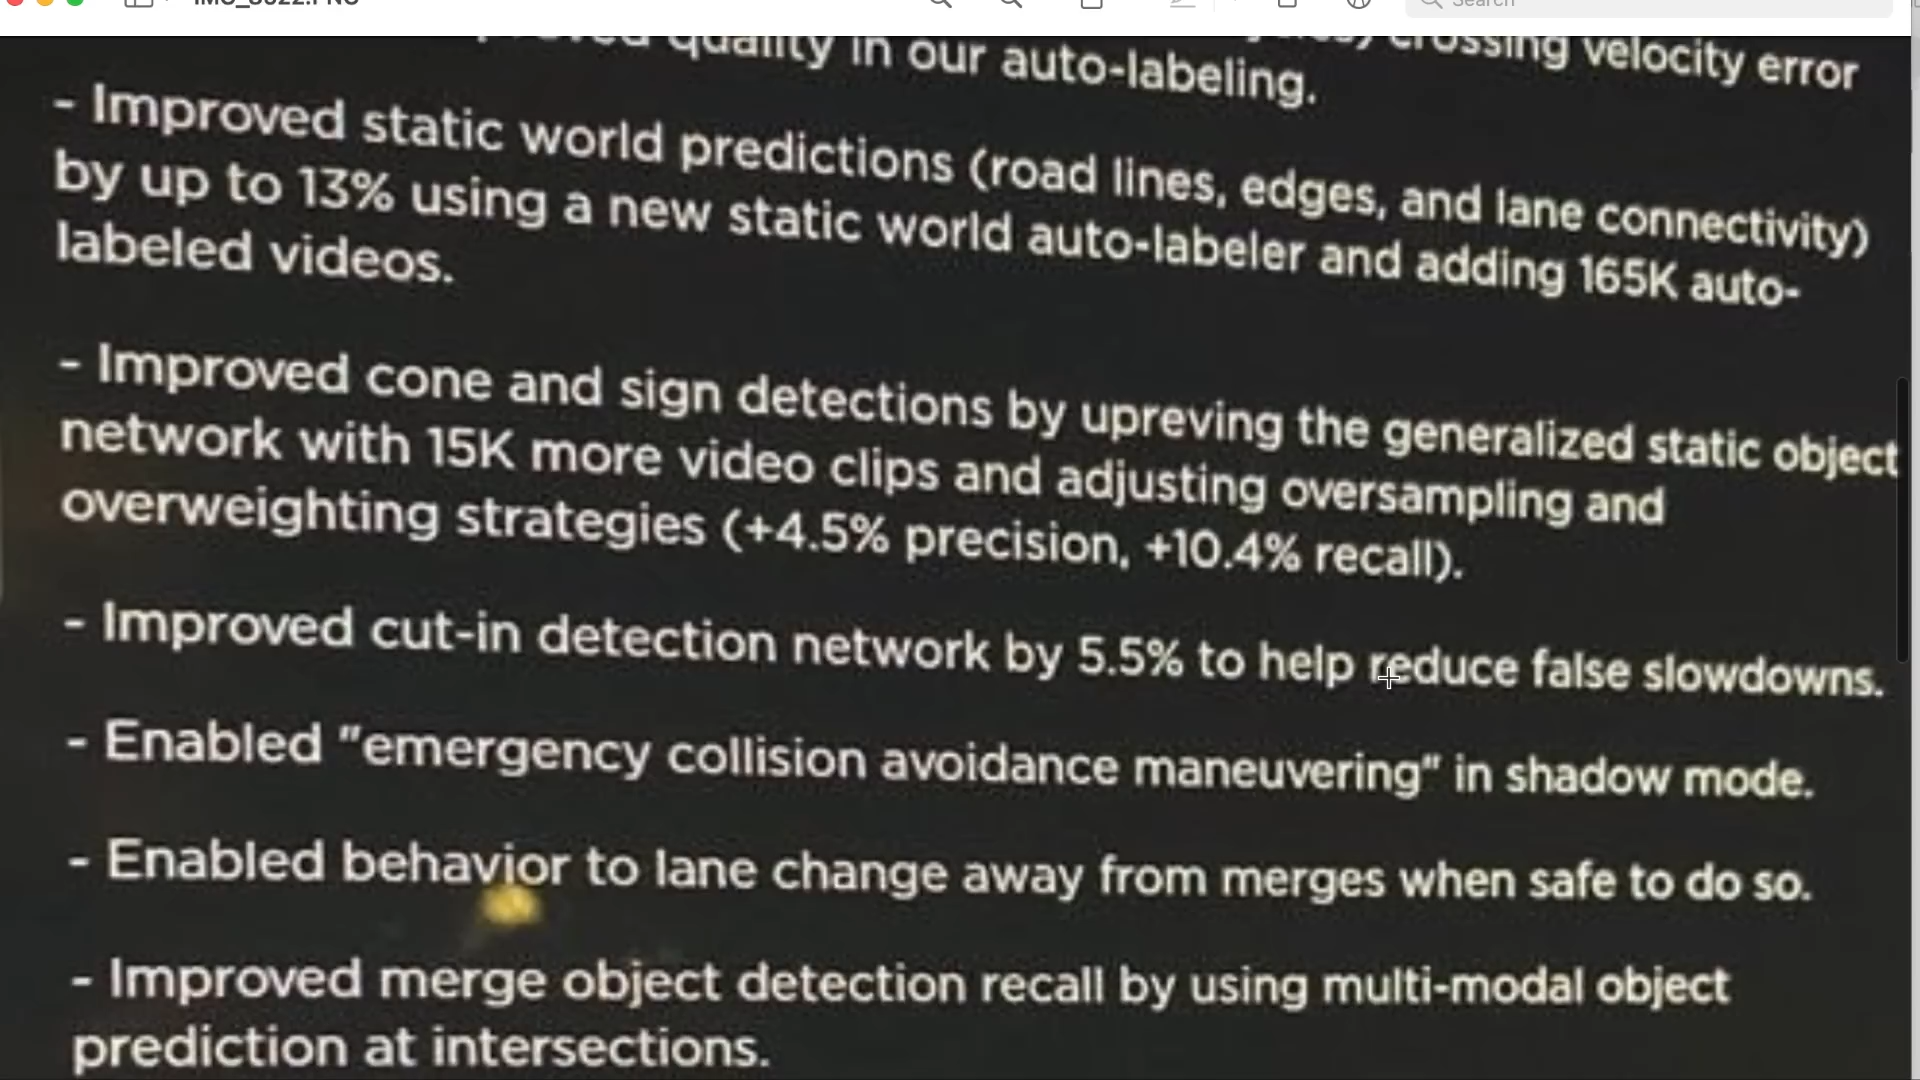 quality in our auto-labeling.
crossing velocity error
- Improved static world predictions (road lines, edges, and lane connectivity)
by up to 13% using a new static world auto-labeler and adding 165K auto-
labeled videos.
- Improved cone and sign detections by upreving the generalized static object
network with 15K more video clips and adjusting oversampling and
overweighting strategies (+4.5% precision, +10.4% recall).
- Improved cut-in detection network by 5.5% to help reduce false slowdowns.
- Enabled "emergency collision avoidance maneuvering" in shadow mode.
- Enabled behavior to lane change away from merges when safe to do so.
- Improved merge object detection recall by using multi-modal object
prediction at intersections.